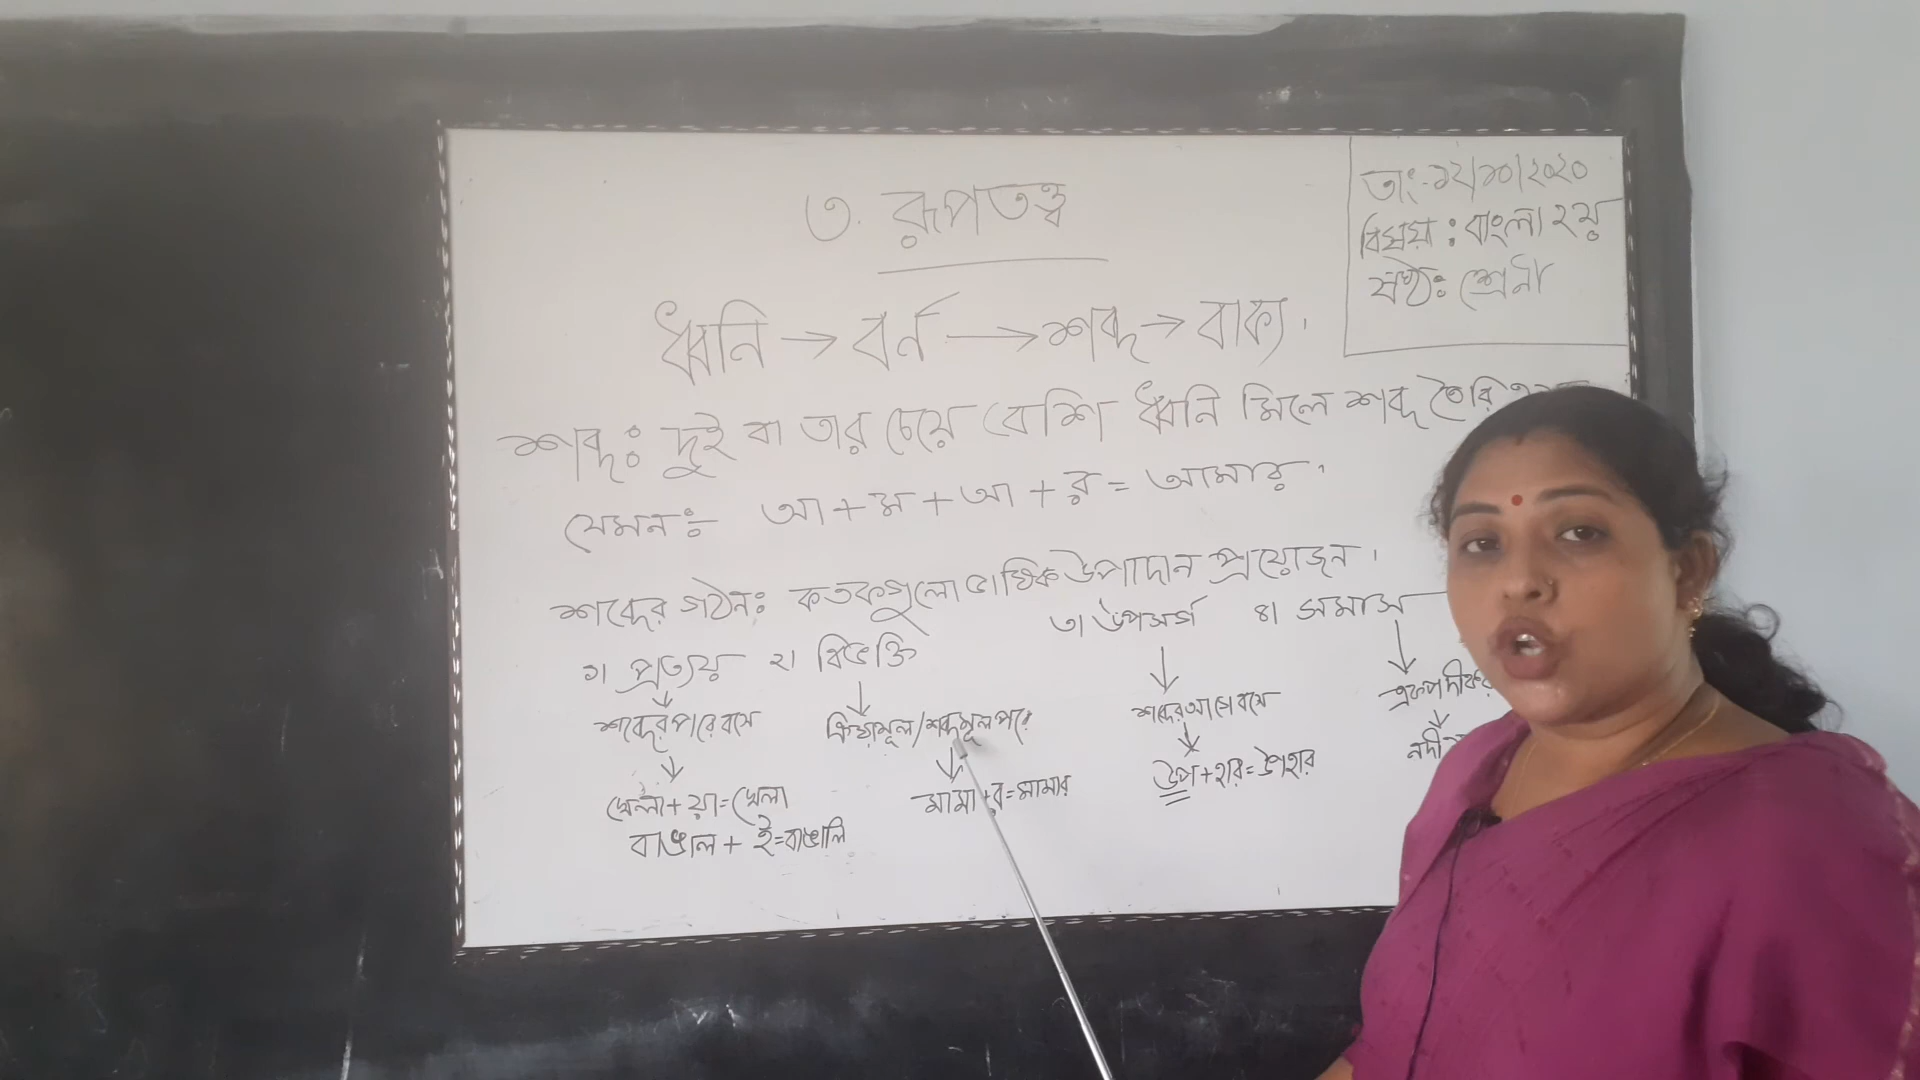 ৩. রূপতত্ত্ব
তাং-১২/১০/২০২০
বিষয় : বাংলা ২য়
ষষ্ঠঃ শ্রেনী
ধ্বনি → বর্ন → শব্দ → বাক্য।
শব্দঃ দুই বা তার চেয়ে বেশি ধ্বনি মিলে শব্দ তৈরি
যেমনঃ- আ + ম + আ + র = আমার।
শব্দের গঠনঃ কতকগুলো ভাষিক উপাদান প্রয়োজন।
১। প্রত্যয় ২। বিভক্তি ৩। উপসর্গ ৪। সমাস
শব্দের পরে বসে ক্রিয়ামূল/শব্দমূল পরে শব্দের আগে বসে
মামা+র=মামার উপ+হার=উপহার নদী
বাঙাল + ই=বাঙালি